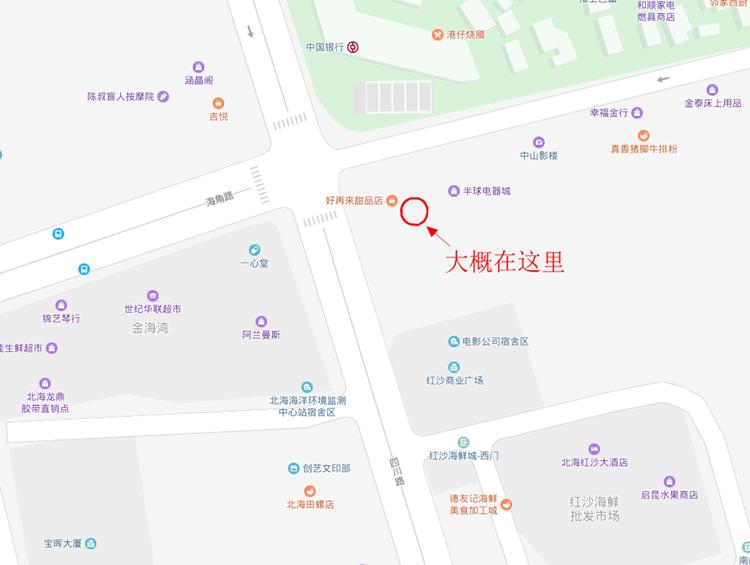 和顺家电
燃具商店
邻家西厨
港仔烧腊
中国银行
涵晶阁
陈叔盲人按摩院
吉悦
金泰床上用品
幸福金行
真香猪脚牛排粉
中山影楼
半球电器城
好再来甜品店
海角路
大概在这里
一心堂
世纪华联超市
锦艺琴行
金海湾
阿兰曼斯
佳生鲜超市
电影公司宿舍区
红沙商业广场
北海龙鼎
胶带直销点
北海海洋环境监测
中心站宿舍区
红沙海鲜城-西门
四川路
北海红沙大酒店
创艺文印部
启昆水果商店
德友记海鲜
美食加工城
北海田螺店
红沙海鲜
批发市场
宝晖大厦